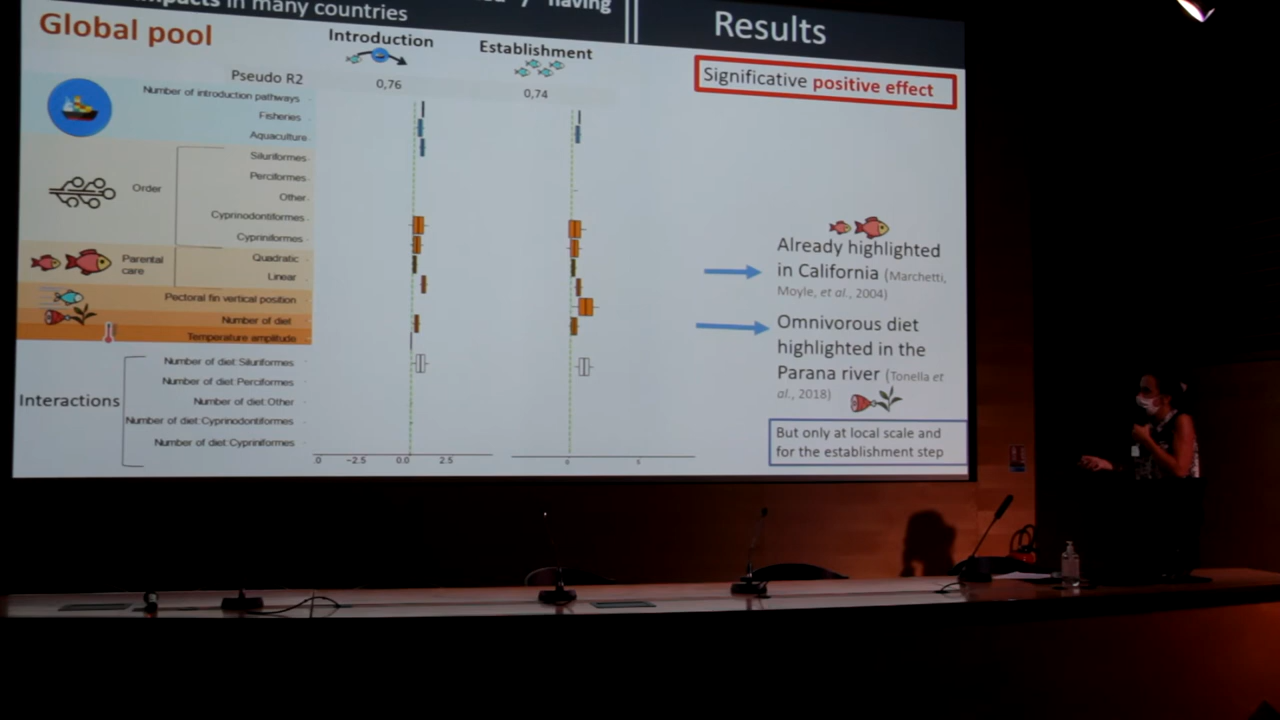 impacts in many countries
having
Results
Global pool
Introduction
Establishment
Significative positive effect
Pseudo R2
0,76
0,74
Number of introduction pathways
Fisheries
Aquaculture
Siluriformes
Perciformes
Order
Other
Cyprinodontiformes
Cypriniformes
Parental
care
Quadratic
Linear
Pectoral fin vertical position
Number of diet
Temperature amplitude
Interactions
Number of diet:Siluriformes
Number of diet:Perciformes
Number of diet:Other
Number of diet:Cyprinodontiformes
Number of diet:Cypriniformes
.0
−2.5
0.0
2.5
0
Already highlighted
in California (Marchetti,
Moyle, et al., 2004)
Omnivorous diet
highlighted in the
Parana river (Tonella et
al., 2018)
But only at local scale and
for the establishment step